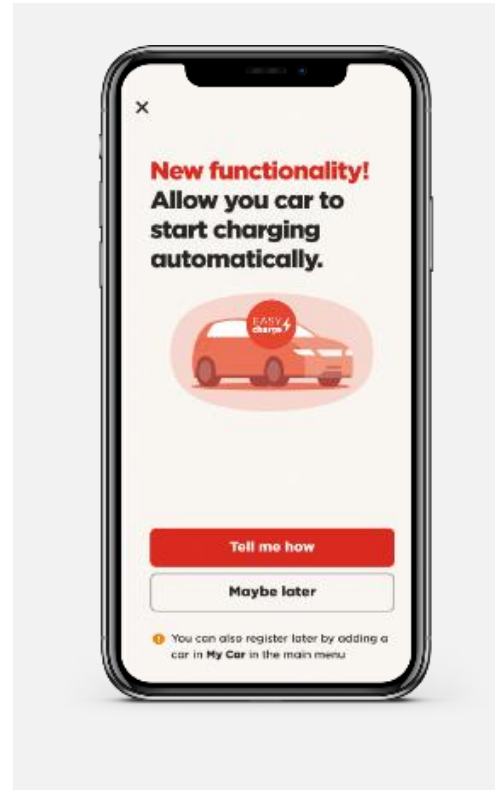 New functionality!
Allow you car to
start charging
automatically.
EASY
charge
Tell me how
Maybe later
You can also register later by adding a
car in My Car in the main menu